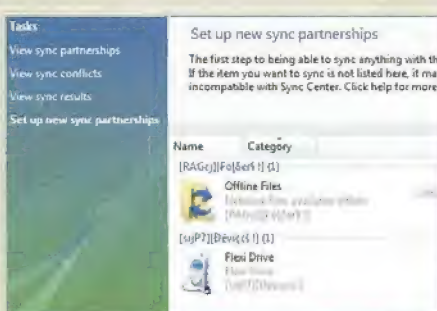 Tasks
View sync partnerships
View sync conflicts
View sync results
Set up new sync partnerships
Set up new sync partnerships
The first step to being able to sync anything with th
If the item you want to sync is not listed here, it ma
incompatible with Sync Center. Click help for more
Name Category
(1)
Offline Files
(1)
Flexi Drive